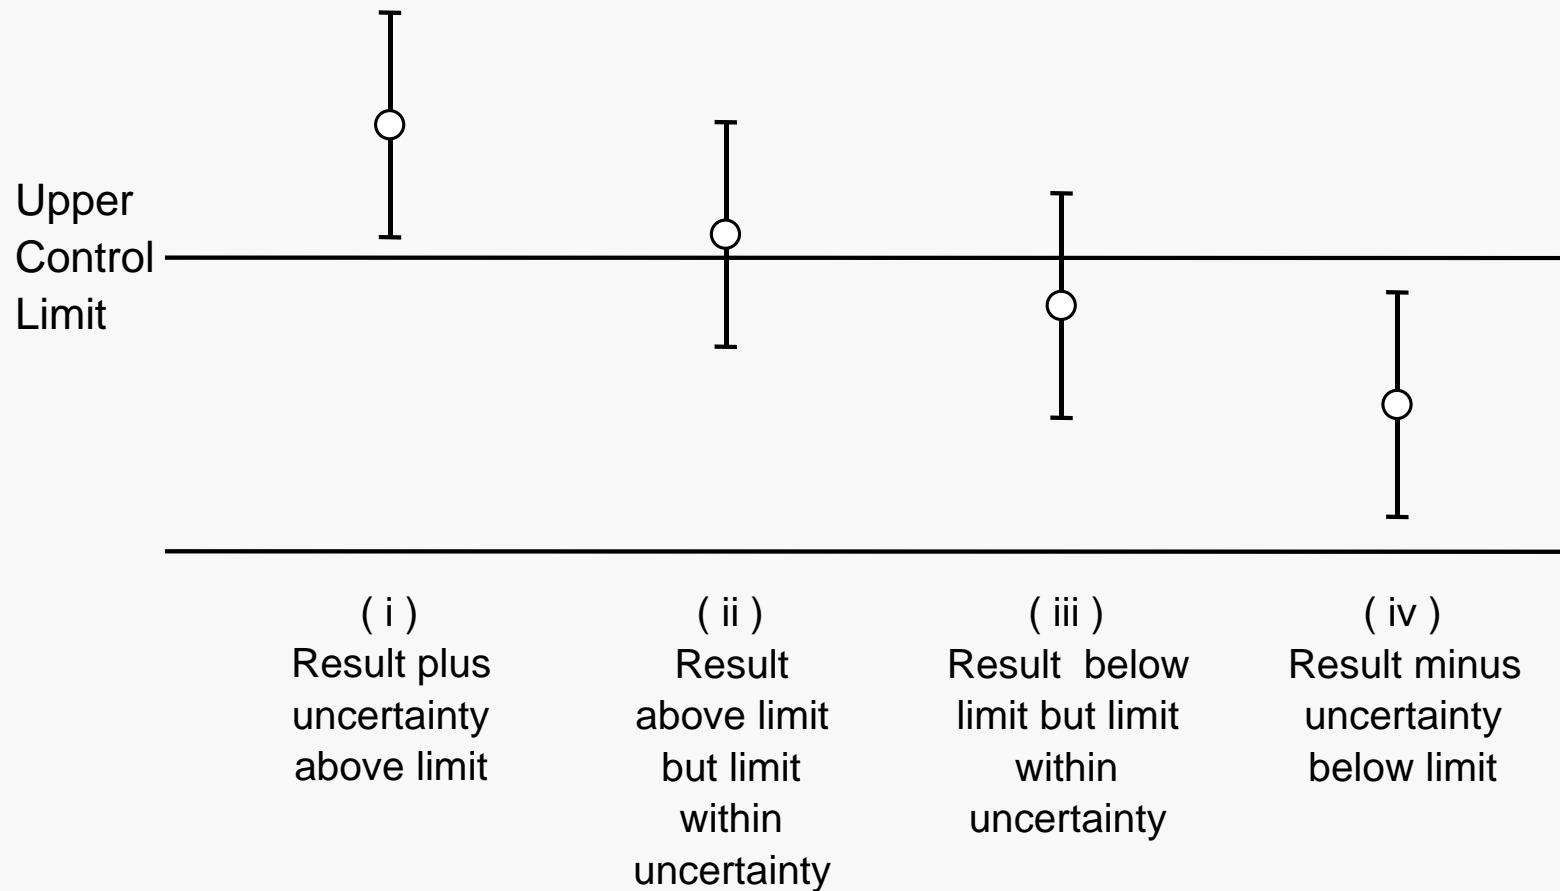 Upper
Control
Limit
( i )
Result plus
uncertainty
above limit
( ii )
Result
above limit
but limit
within
uncertainty
( iii )
Result  below
limit but limit
within
uncertainty
( iv )
Result minus
uncertainty
below limit